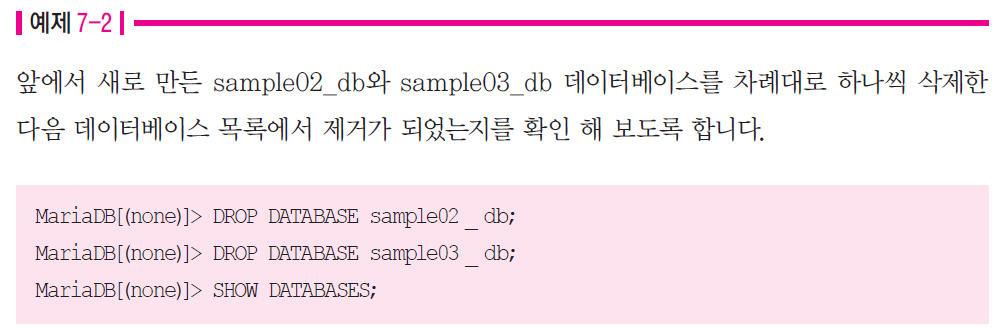 예제 7-2
앞에서 새로 만든 sample02_db와 sample03_db 데이터베이스를 차례대로 하나씩 삭제한
다음 데이터베이스 목록에서 제거가 되었는지를 확인 해 보도록 합니다.
MariaDB[(none)]> DROP DATABASE sample02_db;
MariaDB[(none)]> DROP DATABASE sample03_db;
MariaDB[(none)]> SHOW DATABASES;